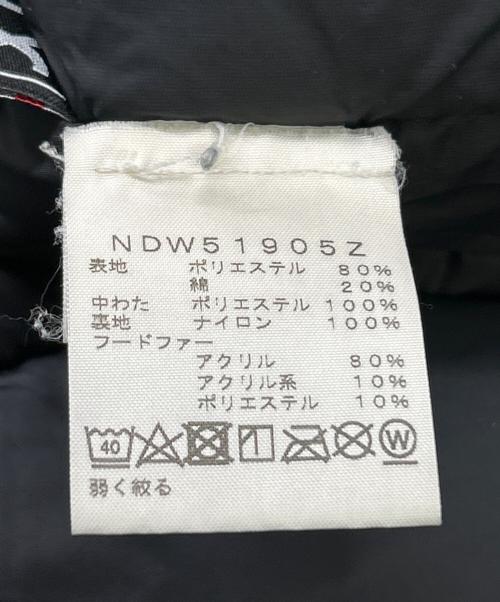 NDW51905Z
表地 ポリエステル 80%
綿 20%
中わた ポリエステル 100%
裏地 ナイロン 100%
フードファー
アクリル 80%
アクリル系 10%
ポリエステル 10%
40 W
弱く絞る